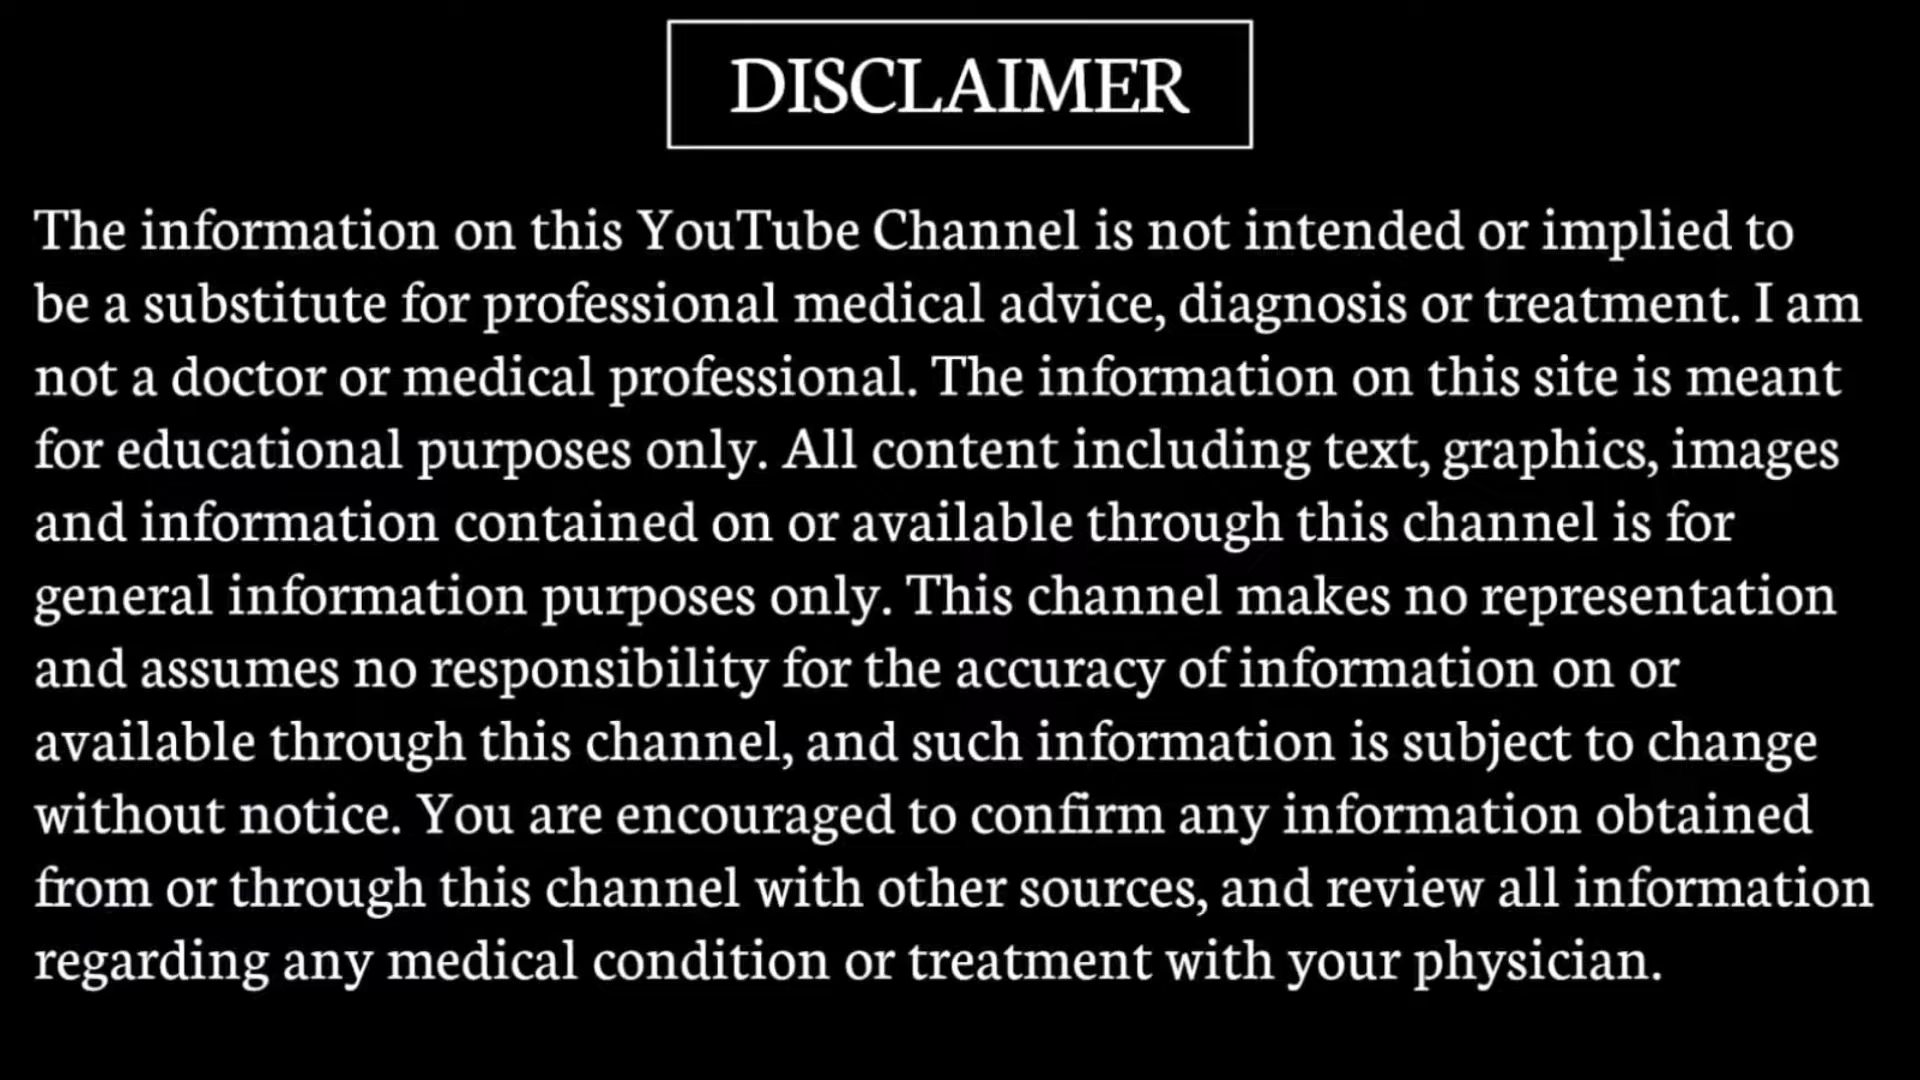 DISCLAIMER
The information on this YouTube Channel is not intended or implied to
be a substitute for professional medical advice, diagnosis or treatment. I am
not a doctor or medical professional. The information on this site is meant
for educational purposes only. All content including text, graphics, images
and information contained on or available through this channel is for
general information purposes only. This channel makes no representation
and assumes no responsibility for the accuracy of information on or
available through this channel, and such information is subject to change
without notice. You are encouraged to confirm any information obtained
from or through this channel with other sources, and review all information
regarding any medical condition or treatment with your physician.